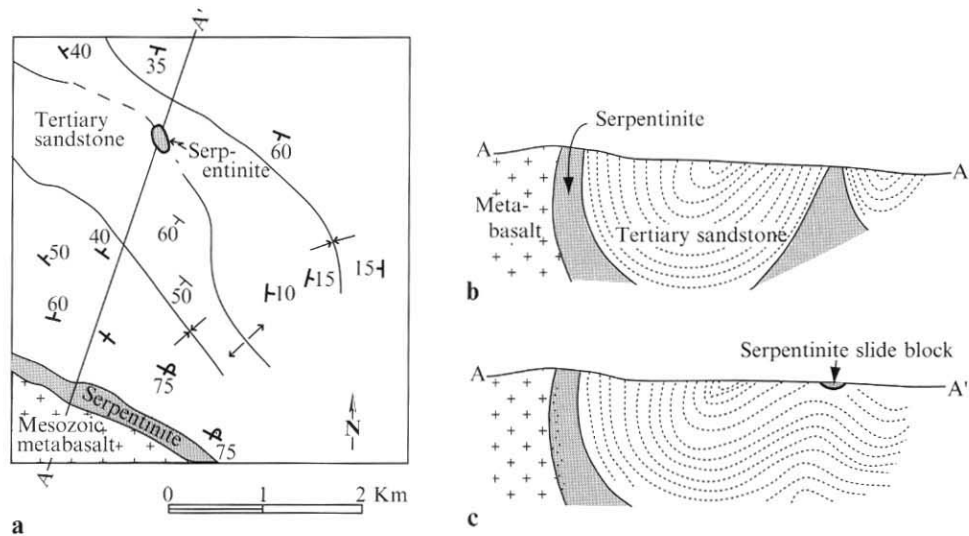 A'
40
35
Tertiary
sandstone
Serp-
entinite
60
60
50
40
50
10
15
15
60
75
Serpentinite
Mesozoic
metabasalt
75
A
N
0 1 2 Km
a
Serpentinite
A
A
Meta-
basalt
Tertiary sandstone
b
Serpentinite slide block
A
A'
c